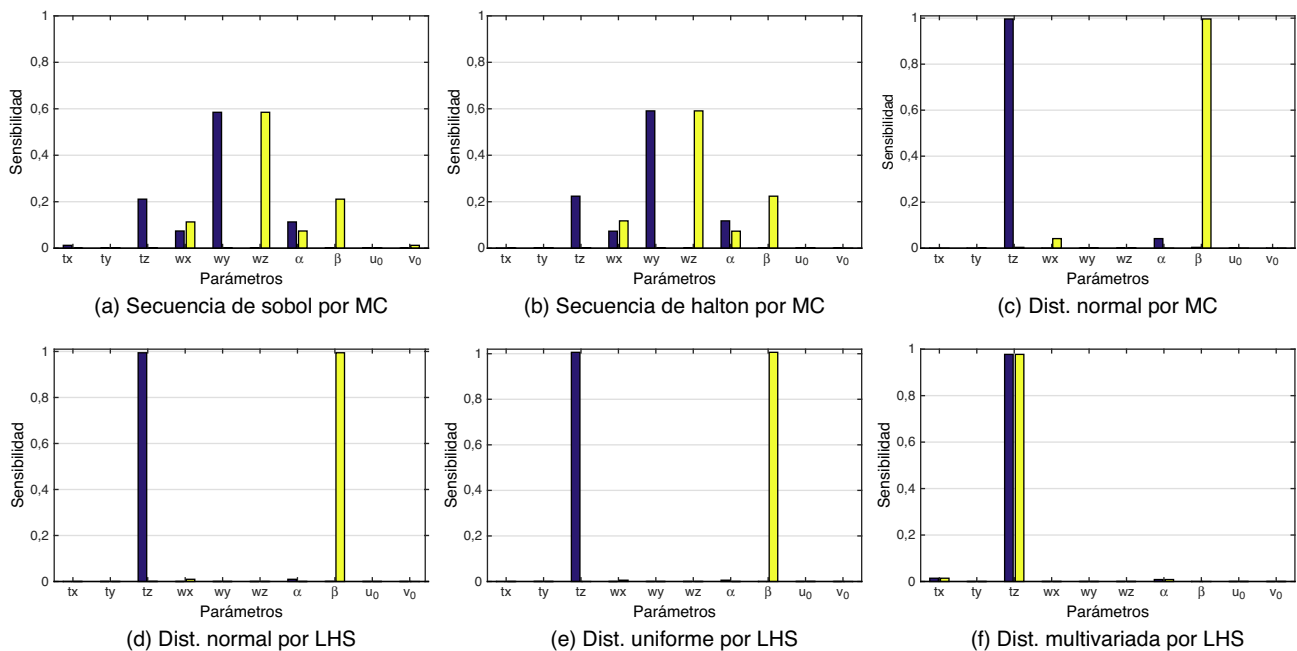 1
0,8
0,6
0,4
0,2
0
Sensibilidad
tx ty tz wx wy wz α β u0 v0
Parámetros
(a) Secuencia de sobol por MC
1
0,8
0,6
0,4
0,2
0
Sensibilidad
tx ty tz wx wy wz α β u0 v0
Parámetros
(b) Secuencia de halton por MC
1
0,8
0,6
0,4
0,2
0
Sensibilidad
tx ty tz wx wy wz α β u0 v0
Parámetros
(c) Dist. normal por MC
1
0,8
0,6
0,4
0,2
0
Sensibilidad
tx ty tz wx wy wz α β u0 v0
Parámetros
(d) Dist. normal por LHS
1
0,8
0,6
0,4
0,2
0
Sensibilidad
tx ty tz wx wy wz α β u0 v0
Parámetros
(e) Dist. uniforme por LHS
1
0,8
0,6
0,4
0,2
0
Sensibilidad
tx ty tz wx wy wz α β u0 v0
Parámetros
(f) Dist. multivariada por LHS